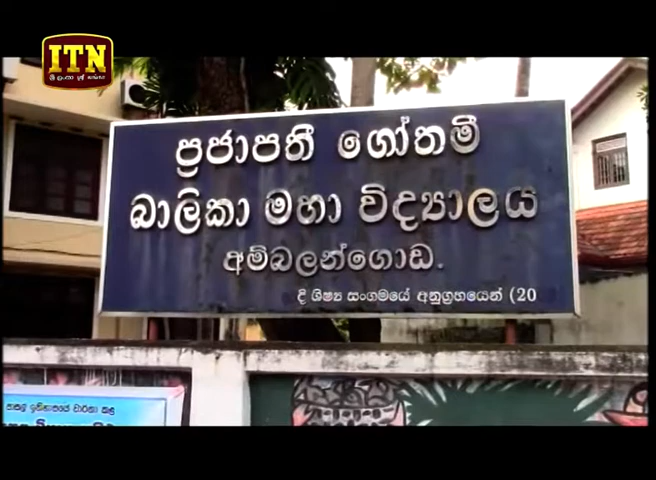 ITN
ප්‍රජාපතී ගෝතමී
බාලිකා මහා විද්‍යාලය
අම්බලන්ගොඩ.
දි ශිෂ්‍ය සංගමයේ අනුග්‍රහයෙන් (20